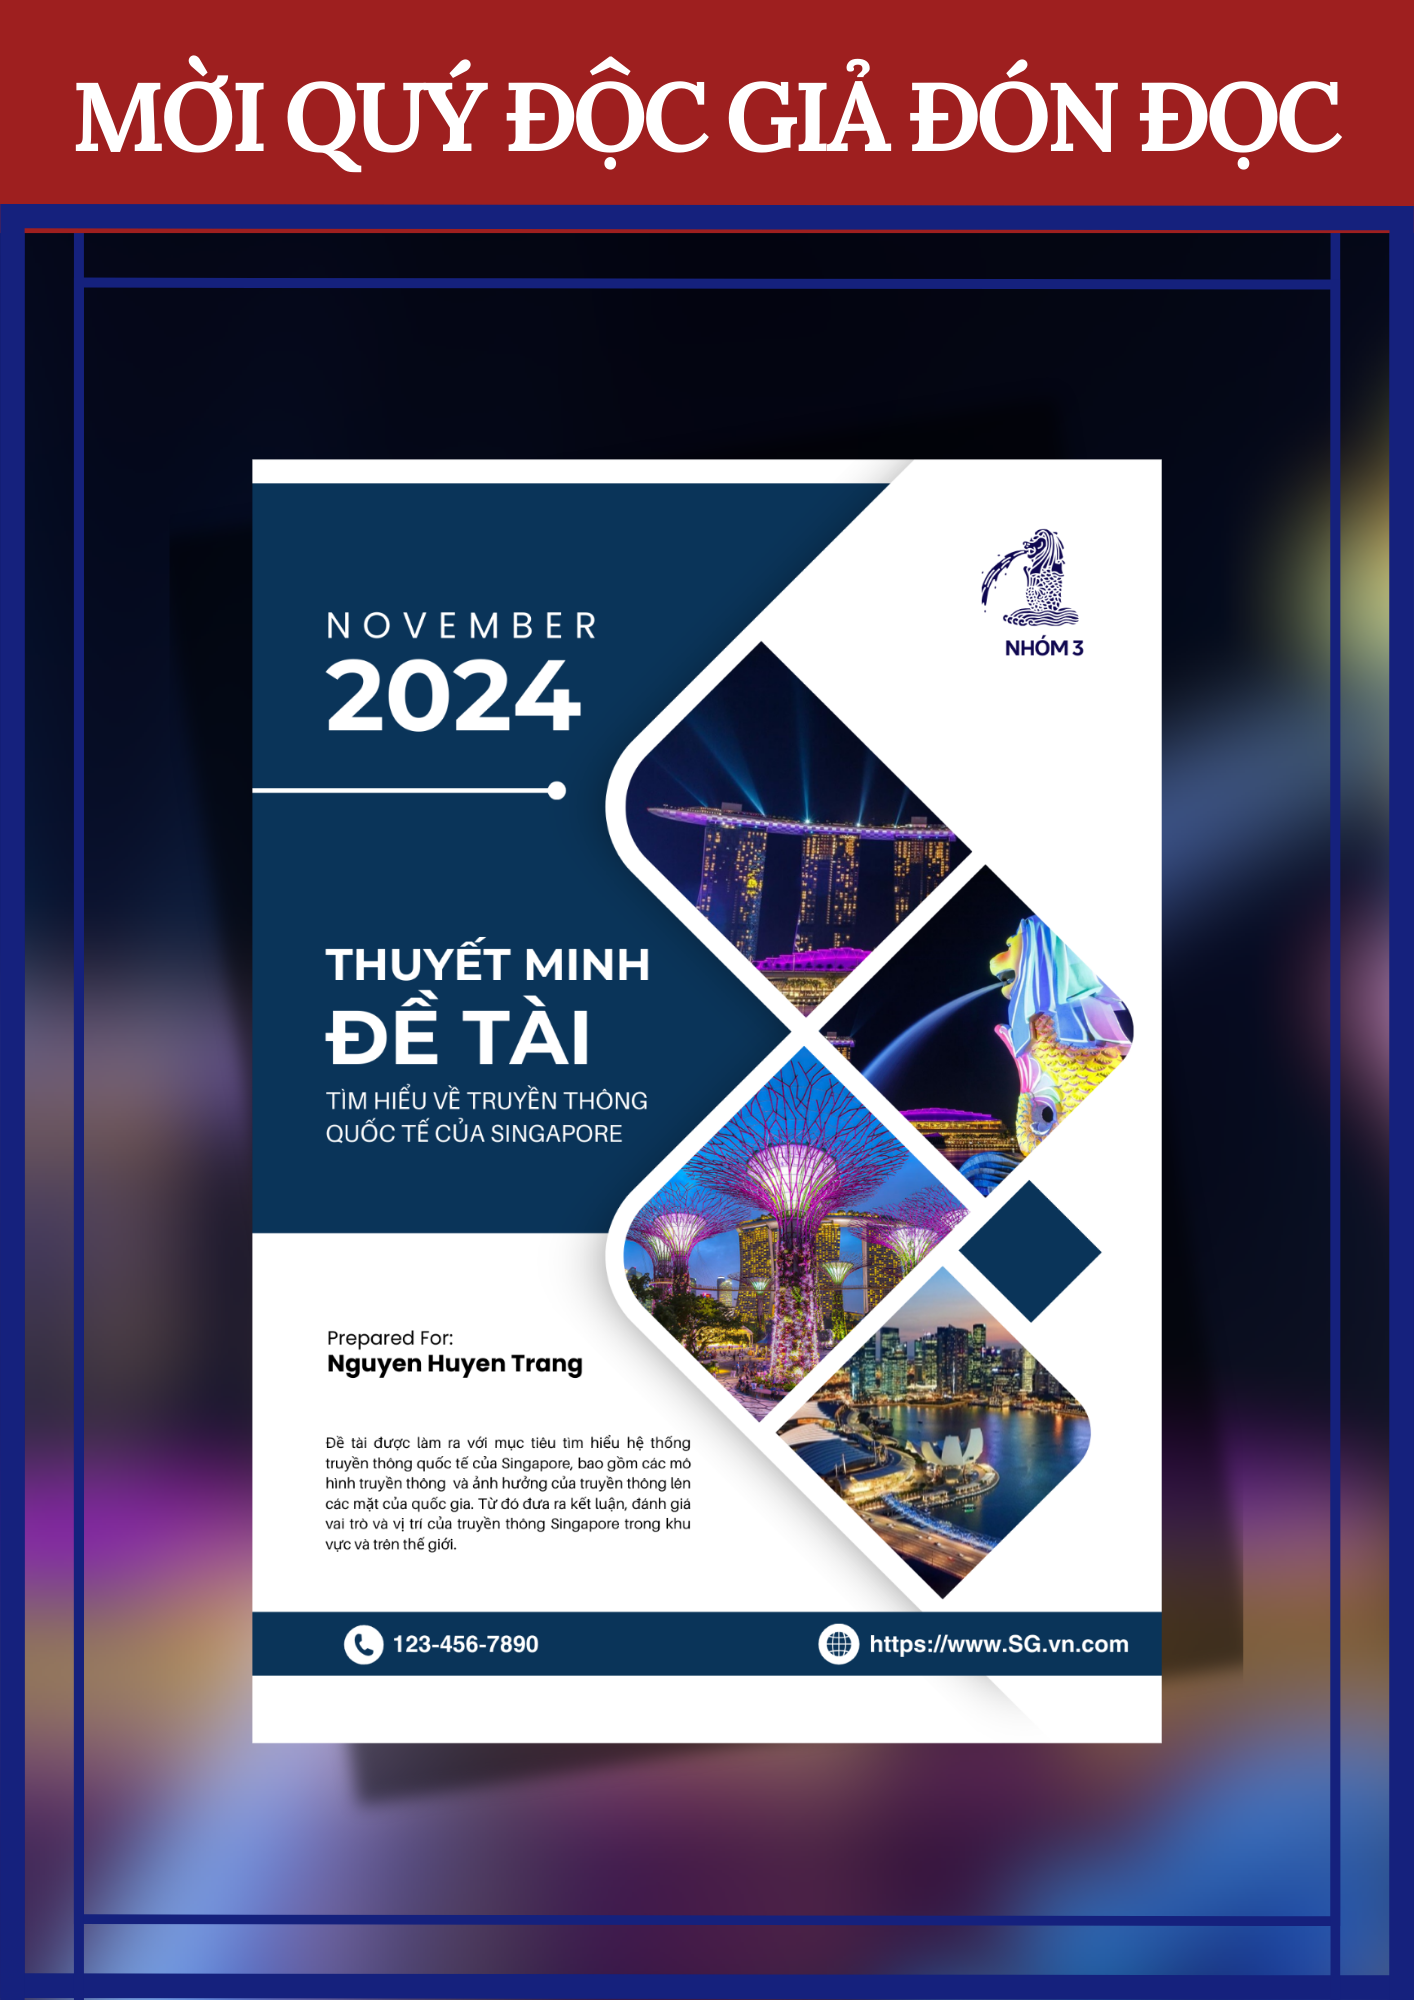 MỜI QUÝ ĐỘC GIẢ ĐÓN ĐỌC
NHÓM 3
NOVEMBER
2024
THUYẾT MINH
ĐỀ TÀI
TÌM HIỂU VỀ TRUYỀN THÔNG
QUỐC TẾ CỦA SINGAPORE
Prepared For:
Nguyen Huyen Trang
Đề tài được làm ra với mục tiêu tìm hiểu hệ thống
truyền thông quốc tế của Singapore, bao gồm các mô
hình truyền thông và ảnh hưởng của truyền thông lên
các mặt của quốc gia. Từ đó đưa ra kết luận, đánh giá
vai trò và vị trí của truyền thông Singapore trong khu
vực và trên thế giới.
123-456-7890
https://www.SG.vn.com